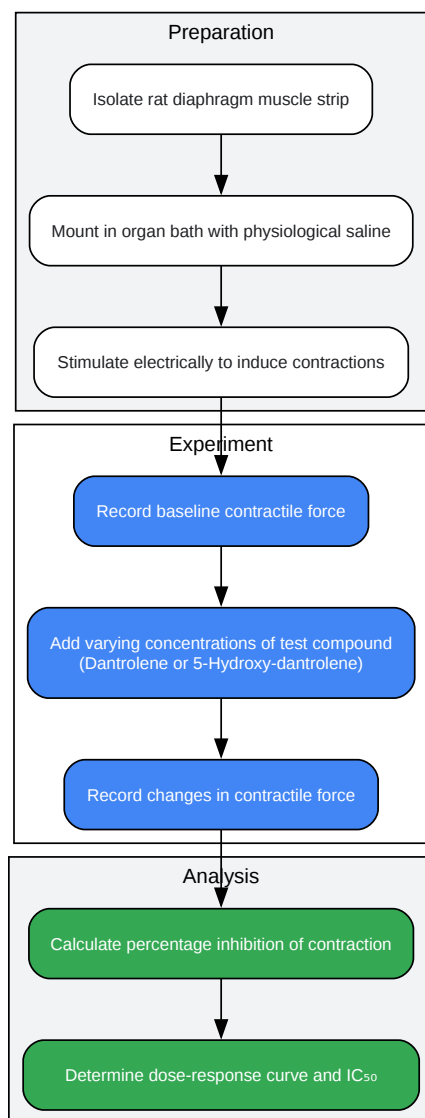 Preparation
Isolate rat diaphragm muscle strip
Mount in organ bath with physiological saline
Stimulate electrically to induce contractions
Experiment
Record baseline contractile force
Add varying concentrations of test compound
(Dantrolene or 5-Hydroxy-dantrolene)
Record changes in contractile force
Analysis
Calculate percentage inhibition of contraction
Determine dose-response curve and IC₅₀